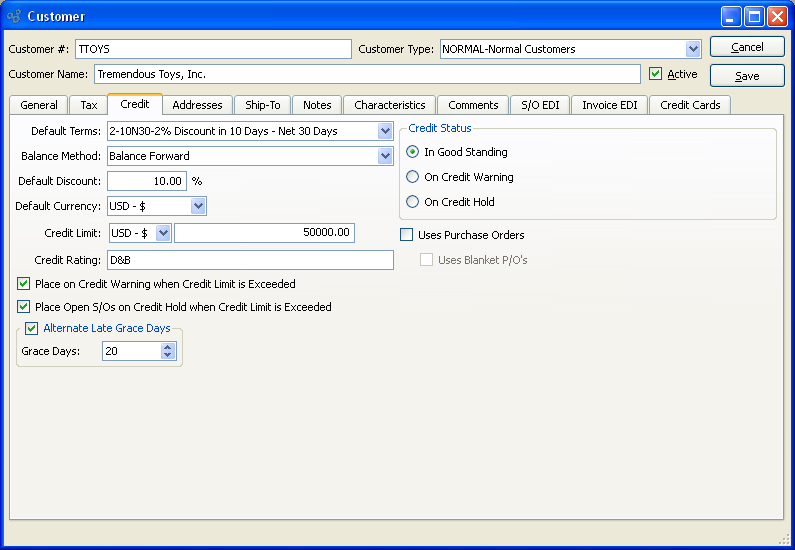 Customer
Customer #: TTOYS Customer Type: NORMAL-Normal Customers Cancel
Customer Name: Tremendous Toys, Inc. Active Save
General Tax Credit Addresses Ship-To Notes Characteristics Comments S/O EDI Invoice EDI Credit Cards
Default Terms: 2-10N30-2% Discount in 10 Days - Net 30 Days
Balance Method: Balance Forward
Default Discount: 10.00 %
Default Currency: USD - $
Credit Limit: USD - $ 50000.00
Credit Rating: D&B
Place on Credit Warning when Credit Limit is Exceeded
Place Open S/Os on Credit Hold when Credit Limit is Exceeded
Alternate Late Grace Days
Grace Days: 20
Credit Status
In Good Standing
On Credit Warning
On Credit Hold
Uses Purchase Orders
Uses Blanket P/O's